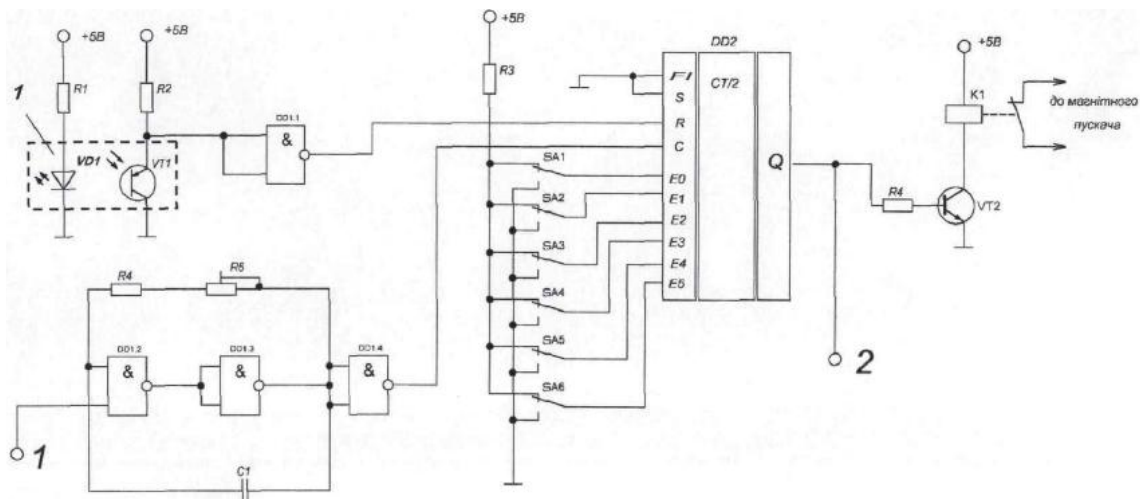 +5В
+5В
+5В
DD2
+5В
1
R1
R2
R3
FI
CT/2
S
K1
до магнітного
пускача
DD1.1
&
R
VD1
VT1
C
SA1
E0
Q
SA2
E1
R4
VT2
E2
SA3
E3
R4
R5
E4
SA4
E5
DD1.2
DD1.3
DD1.4
&
&
&
SA5
2
SA6
1
C1